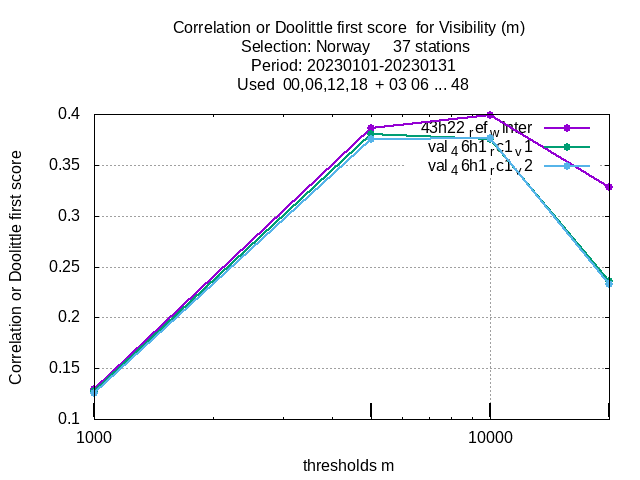 Correlation or Doolittle first score  for Visibility (m)
Selection: Norway     37 stations
Period: 20230101-20230131
Used  00,06,12,18  + 03 06 ... 48
Correlation or Doolittle first score
0.4
0.35
0.3
0.25
0.2
0.15
0.1
43h22_ref_winter
val_46h1_rc1_v1
val_46h1_rc1_v2
1000
10000
thresholds m